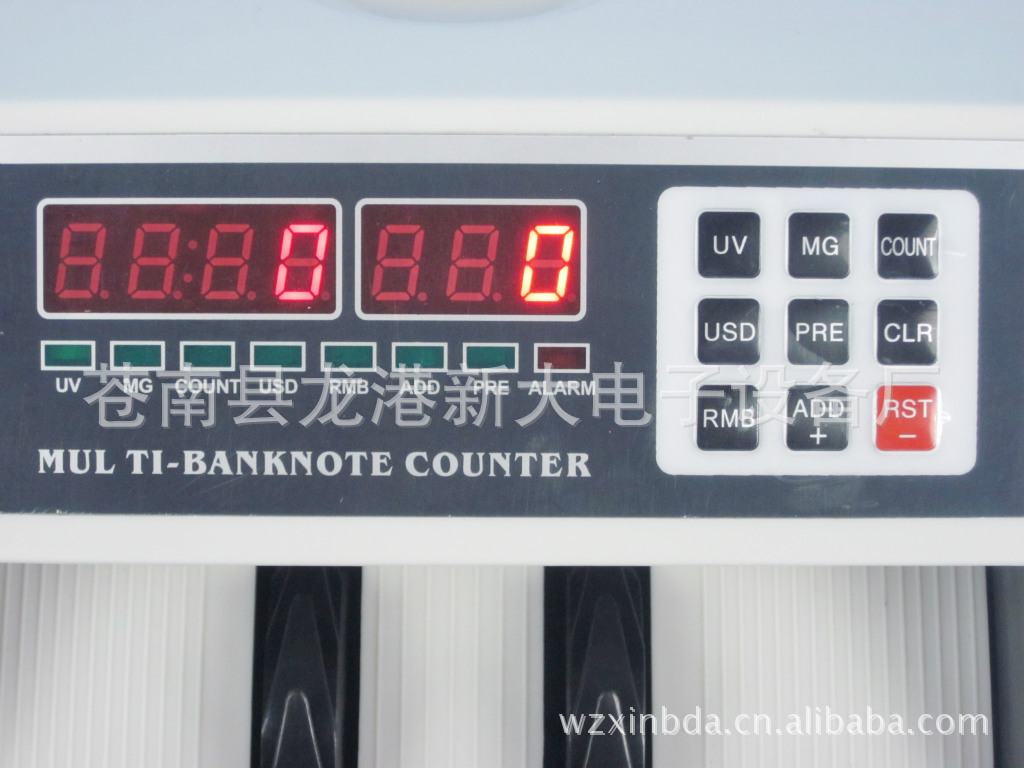 0 0
UV MG COUNT
USD PRE CLR
RMB ADD + RST -
UV MG COUNT USD RMB ADD PRE ALARM
苍南县龙港新大电子设备厂
MUL TI-BANKNOTE COUNTER
wzxinbda.cn.alibaba.com